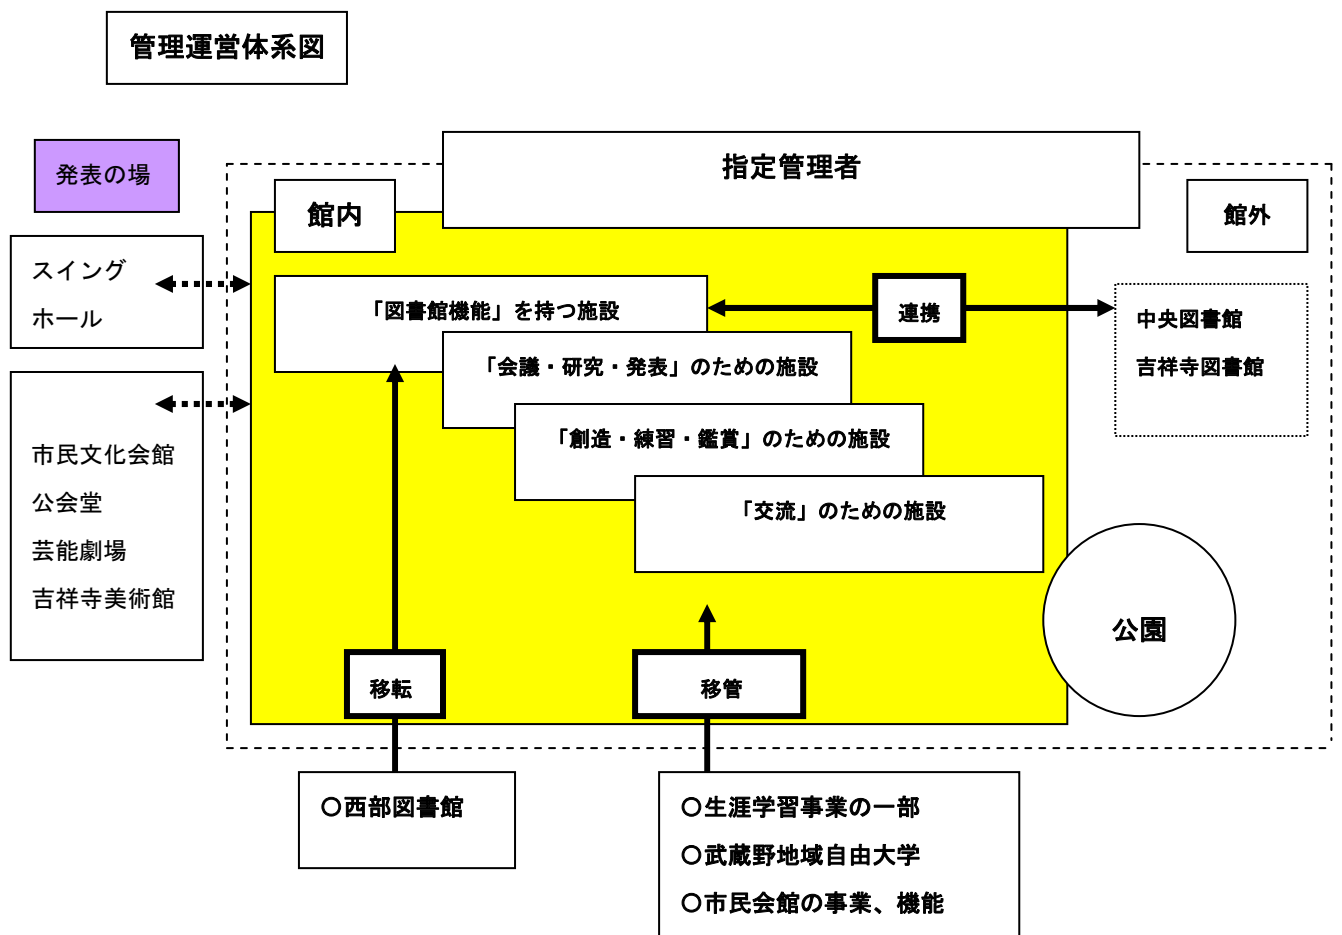 管理運営体系図
発表の場
指定管理者
館内
館外
スイング
ホール
「図書館機能」を持つ施設
連携
中央図書館
吉祥寺図書館
「会議・研究・発表」のための施設
「創造・練習・鑑賞」のための施設
「交流」のための施設
市民文化会館
公会堂
芸能劇場
吉祥寺美術館
公園
移転
移管
〇西部図書館
〇生涯学習事業の一部
〇武蔵野地域自由大学
〇市民会館の事業、機能